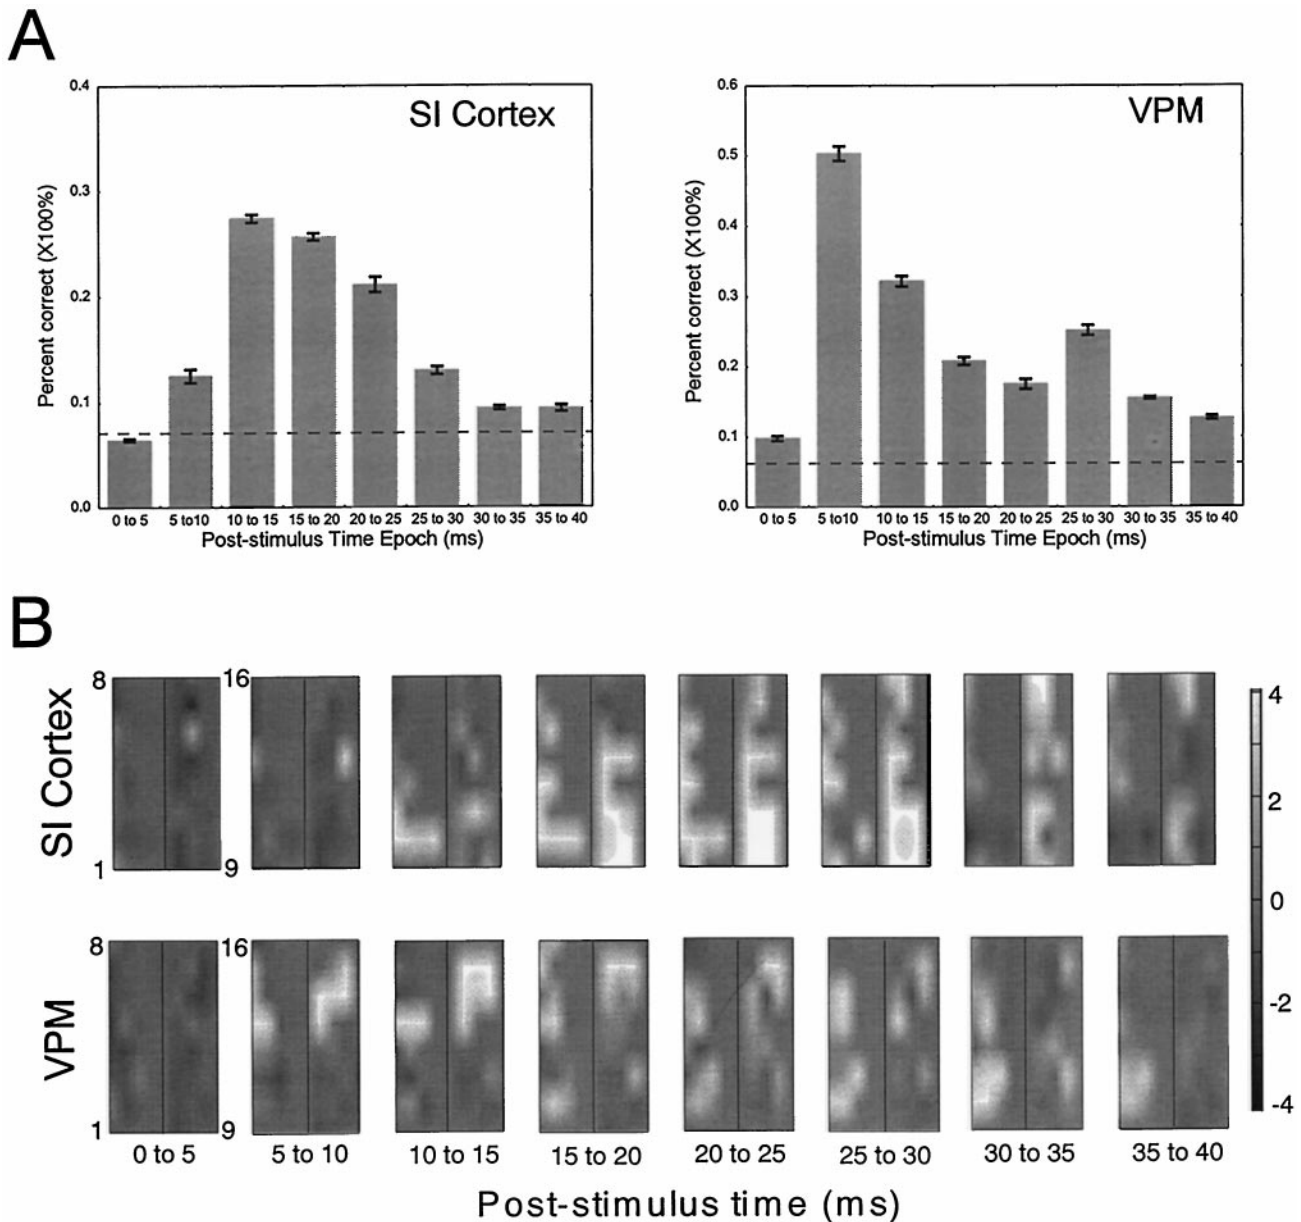 A
SI Cortex
Percent correct (X100%)
0.4
0.3
0.2
0.1
0.0
0 to 5 5 to10 10 to 15 15 to 20 20 to 25 25 to 30 30 to 35 35 to 40
Post-stimulus Time Epoch (ms)
VPM
Percent correct (X100%)
0.6
0.5
0.4
0.3
0.2
0.1
0.0
0 to 5 5 to10 10 to 15 15 to 20 20 to 25 25 to 30 30 to 35 35 to 40
Post-stimulus Time Epoch (ms)
B
SI Cortex
8 16
1 9
VPM
8 16
1 9
4
2
0
-2
-4
0 to 5 5 to 10 10 to 15 15 to 20 20 to 25 25 to 30 30 to 35 35 to 40
Post-stimulus time (ms)